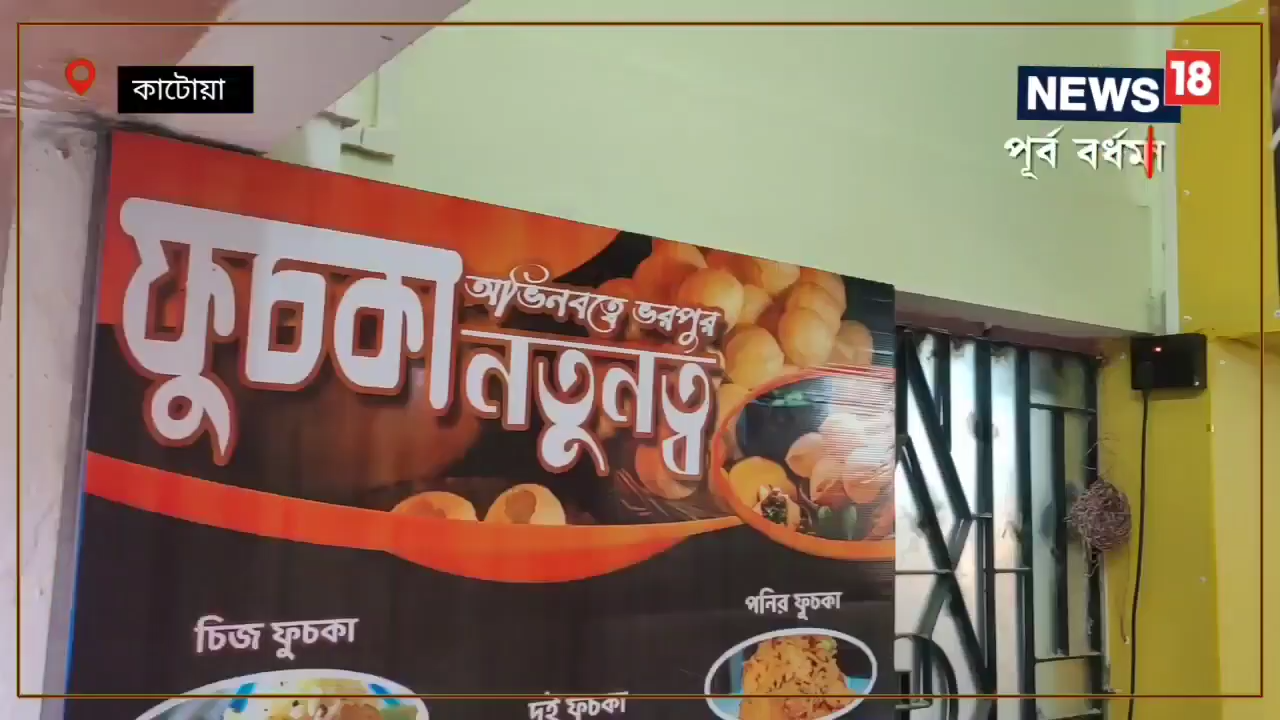 কাটোয়া
NEWS18
পূর্ব বর্ধমা
ফুচকা
অভিনবত্বে ভরপুর
নতুনত্ব
চিজ ফুচকা
পনির ফুচকা
দই ফুচকা